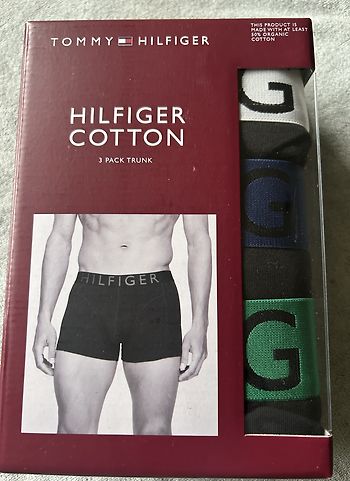 TOMMY HILFIGER
THIS PRODUCT IS
MADE WITH AT LEAST
50% ORGANIC
COTTON
HILFIGER
COTTON
3 PACK TRUNK
HILFIGER
G
G
G